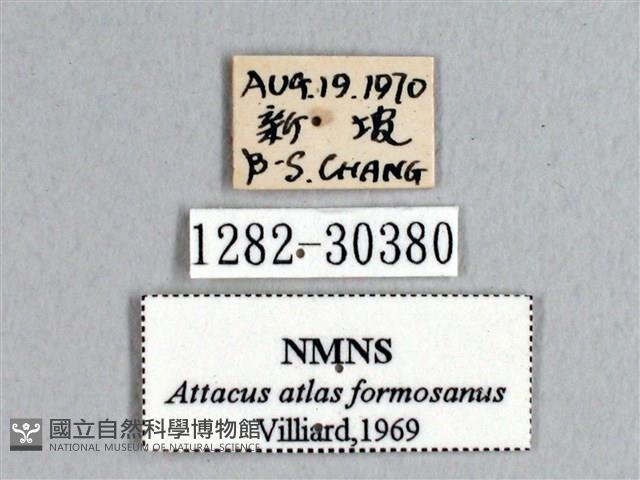 AUG.19.1970
新 坡
B-S.CHANG
1282-30380
NMNS
Attacus atlas formosanus
Villiard,1969
國立自然科學博物館
NATIONAL MUSEUM OF NATURAL SCIENCE